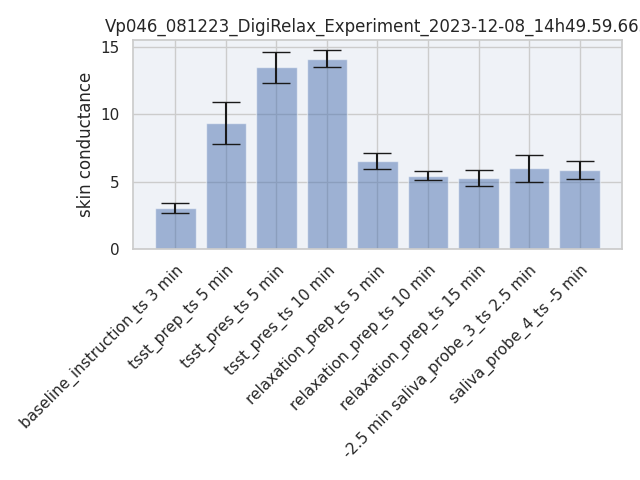 Vp046_081223_DigiRelax_Experiment_2023-12-08_14h49.59.66
skin conductance
15
10
5
0
baseline_instruction_ts 3 min
tsst_prep_ts 5 min
tsst_pres_ts 5 min
tsst_pres_ts 10 min
relaxation_prep_ts 5 min
relaxation_prep_ts 10 min
relaxation_prep_ts 15 min
-2.5 min saliva_probe_3_ts 2.5 min
saliva_probe_4_ts -5 min